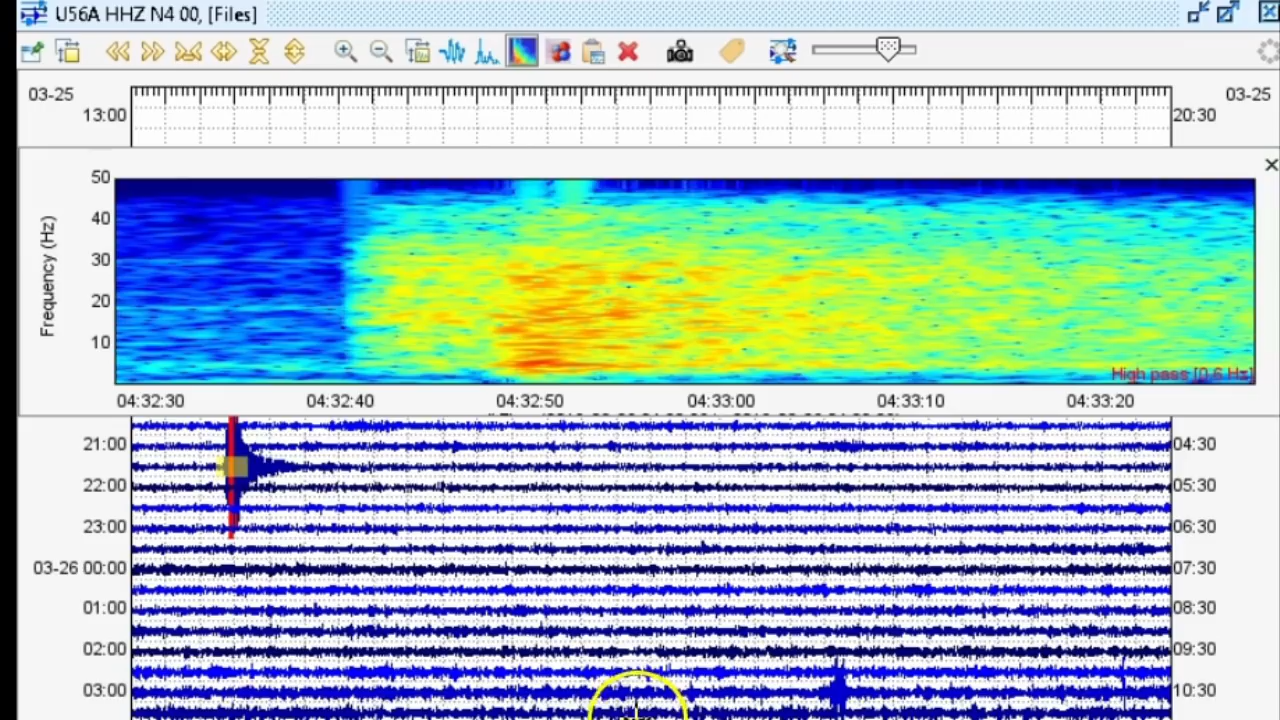 U56A HHZ N4 00, [Files]
03-25 03-25
13:00 20:30
50
40
30
20
10
Frequency (Hz)
High pass [0.6 Hz]
04:32:30 04:32:40 04:32:50 04:33:00 04:33:10 04:33:20
21:00 04:30
22:00 05:30
23:00 06:30
03-26 00:00 07:30
01:00 08:30
02:00 09:30
03:00 10:30